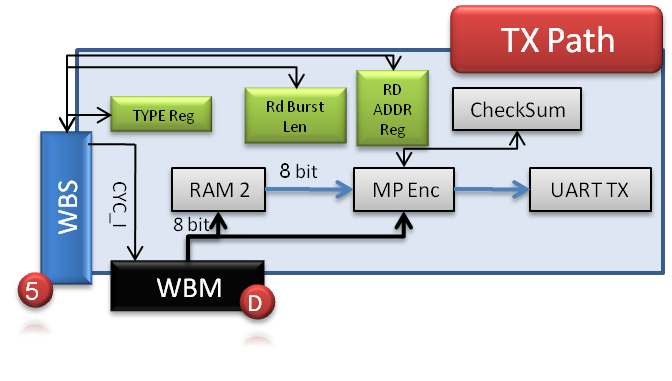 TX Path
TYPE Reg
Rd Burst
Len
RD
ADDR
Reg
CheckSum
WBS
CYC_I
RAM 2
8 bit
MP Enc
UART TX
8 bit
WBM
5
D